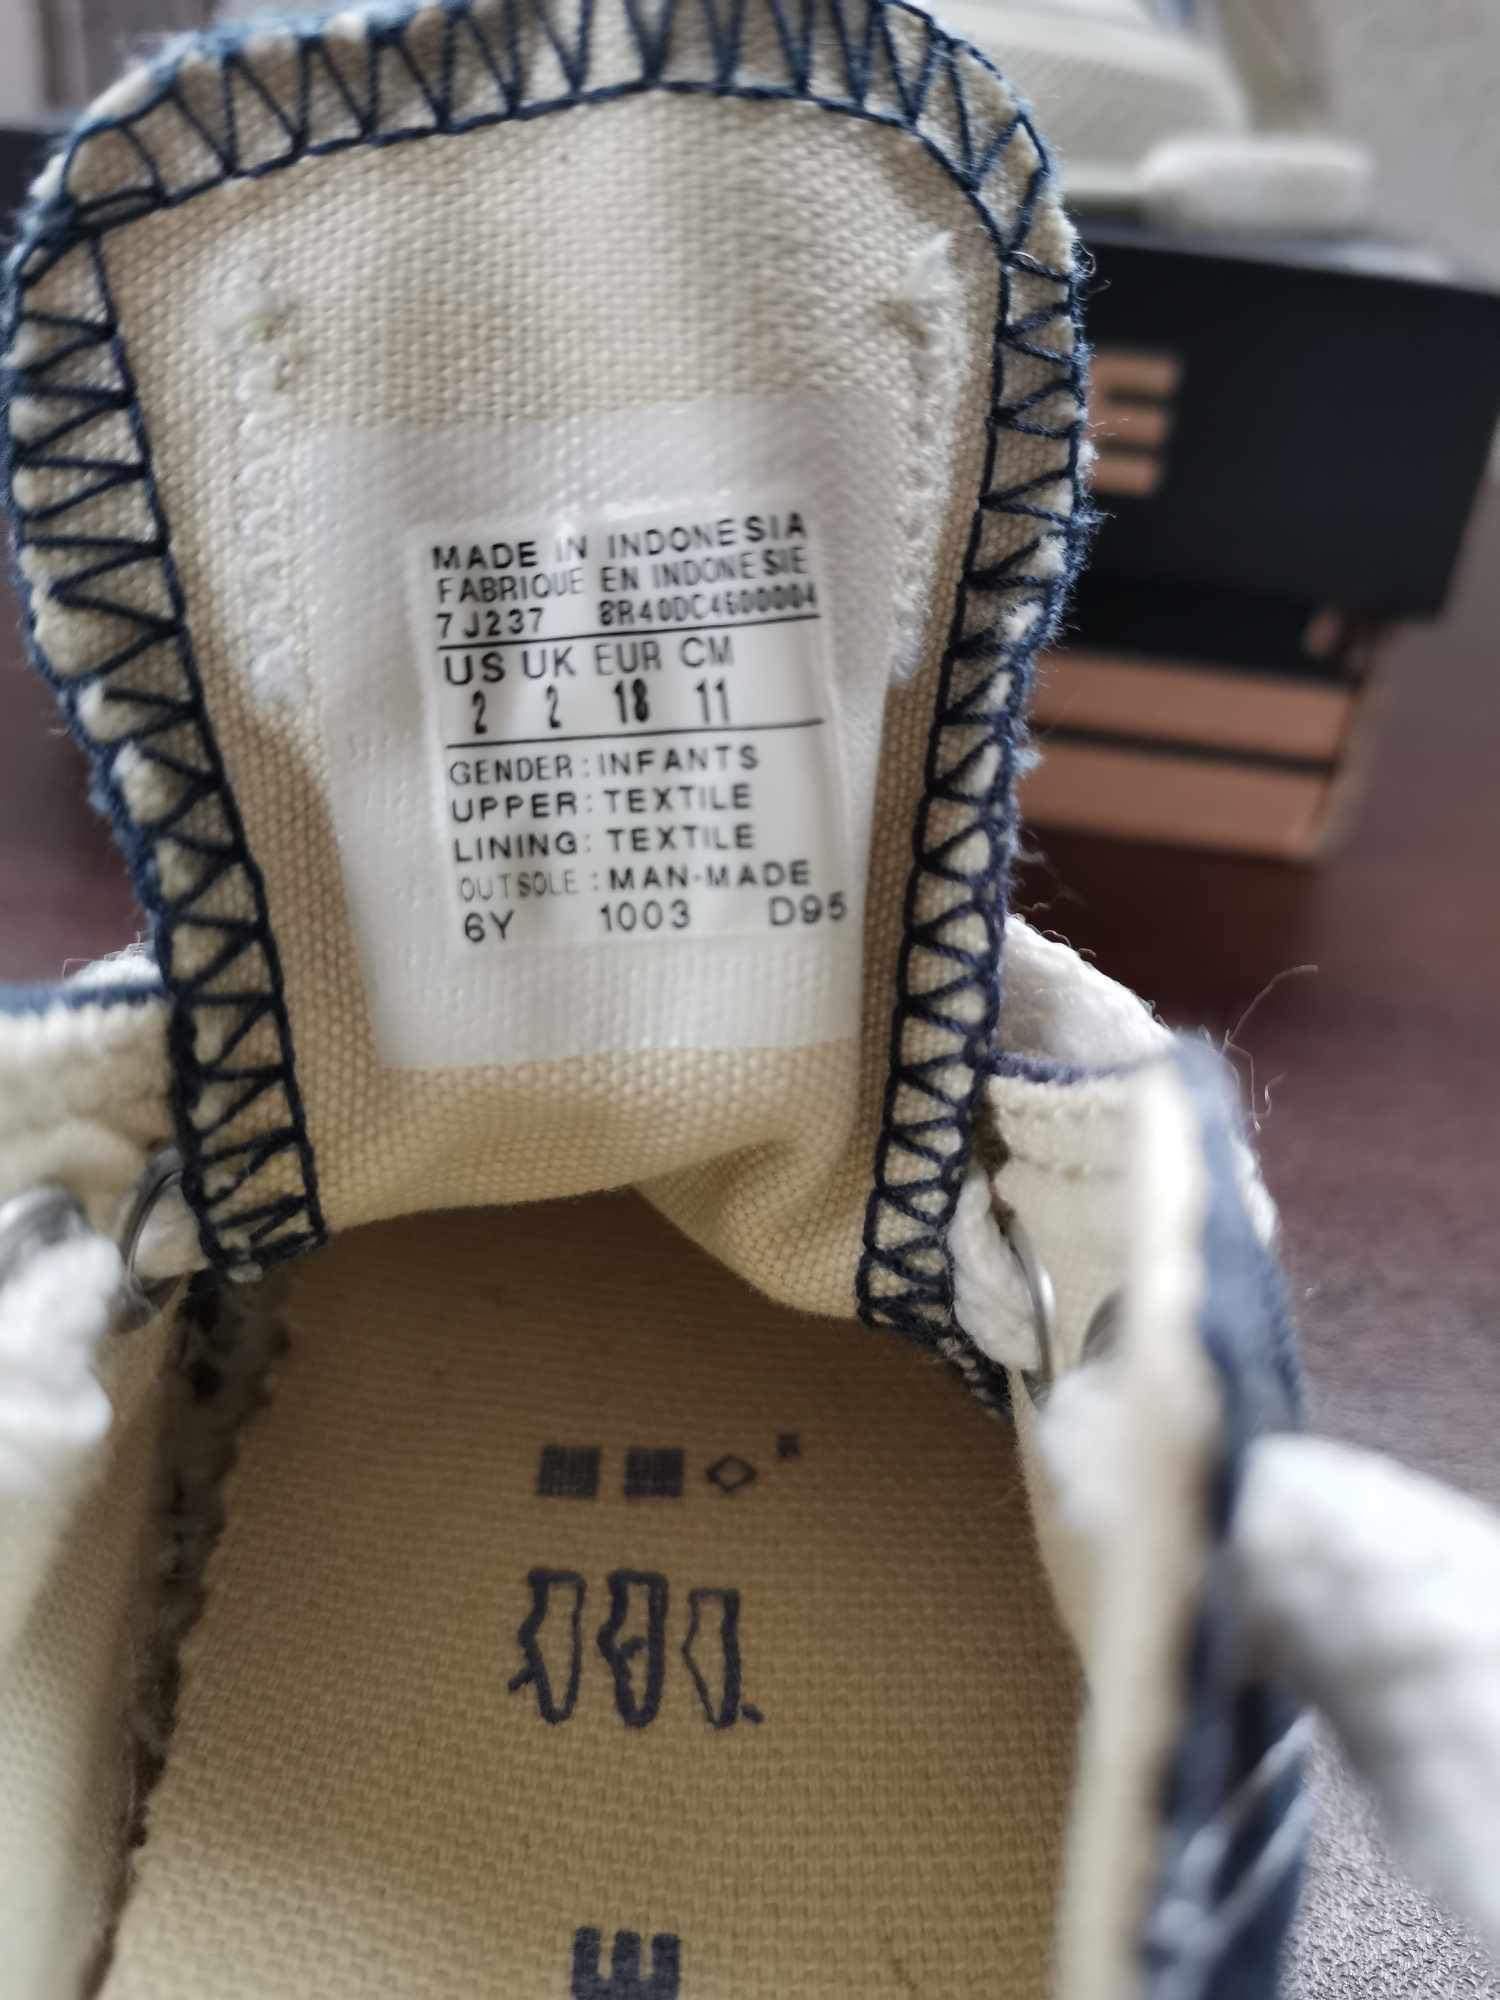 MADE IN INDONESIA
FABRIQUE EN INDONESIE
7J237 8R40DC4600004
US UK EUR CM
2 2 18 11
GENDER: INFANTS
UPPER: TEXTILE
LINING: TEXTILE
OUTSOLE: MAN-MADE
6Y 1003 D95